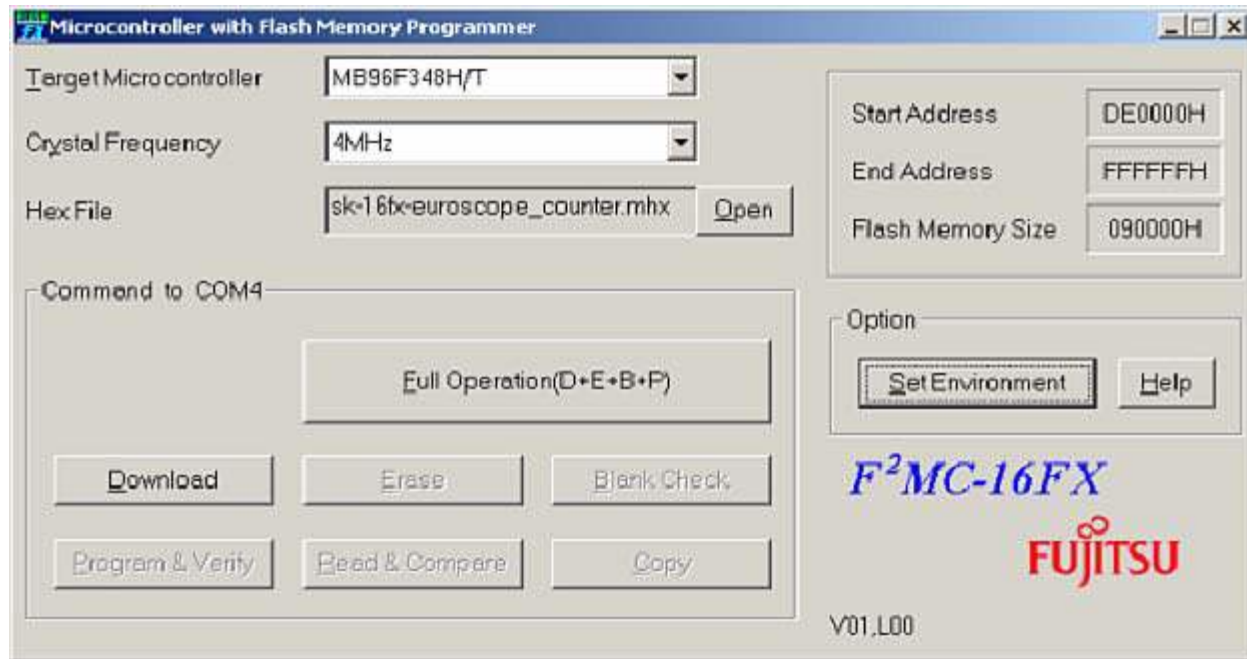 Microcontroller with Flash Memory Programmer
Target Microcontroller
MB96F348H/T
Crystal Frequency
4MHz
Hex File
sk-16fx-euroscope_counter.mhx
Open
Start Address
DE0000H
End Address
FFFFFFH
Flash Memory Size
090000H
Command to COM4
Full Operation(D+E+B+P)
Download
Erase
Blank Check
Program & Verify
Read & Compare
Copy
Option
Set Environment
Help
F²MC-16FX
FUJITSU
V01,L00